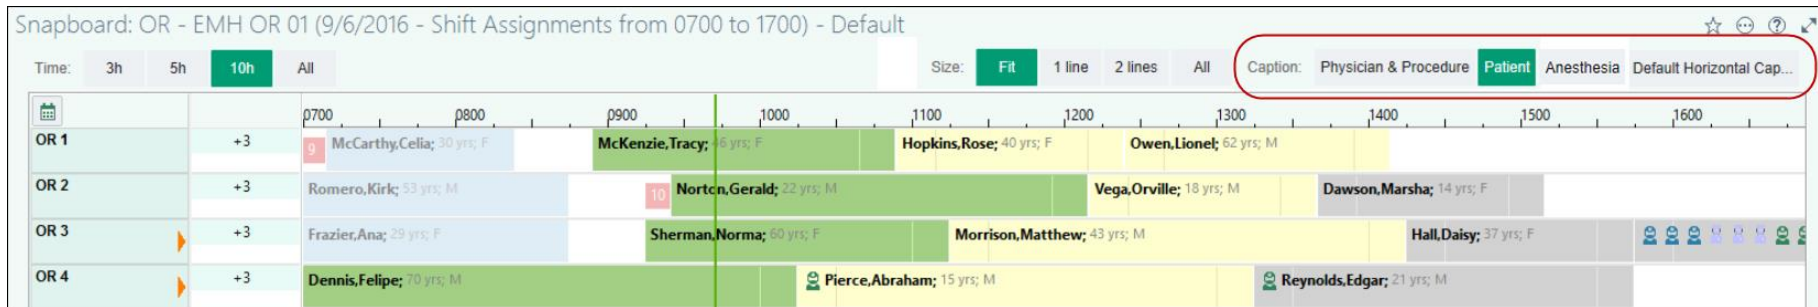 Snapboard: OR - EMH OR 01 (9/6/2016 - Shift Assignments from 0700 to 1700) - Default
Time: 3h 5h 10h All Size: Fit 1 line 2 lines All Caption: Physician & Procedure Patient Anesthesia Default Horizontal Cap...
0700 0800 0900 1000 1100 1200 1300 1400 1500 1600
OR 1 +3 9 McCarthy,Celia; 30 yrs; F McKenzie,Tracy; 46 yrs; F Hopkins,Rose; 40 yrs; F Owen,Lionel; 62 yrs; M
OR 2 +3 Romero,Kirk; 53 yrs; M 10 Norton,Gerald; 22 yrs; M Vega,Orville; 18 yrs; M Dawson,Marsha; 14 yrs; F
OR 3 +3 Frazier,Ana; 29 yrs; F Sherman,Norma; 60 yrs; F Morrison,Matthew; 43 yrs; M Hall,Daisy; 37 yrs; F
OR 4 +3 Dennis,Felipe; 70 yrs; M Pierce,Abraham; 15 yrs; M Reynolds,Edgar; 21 yrs; M